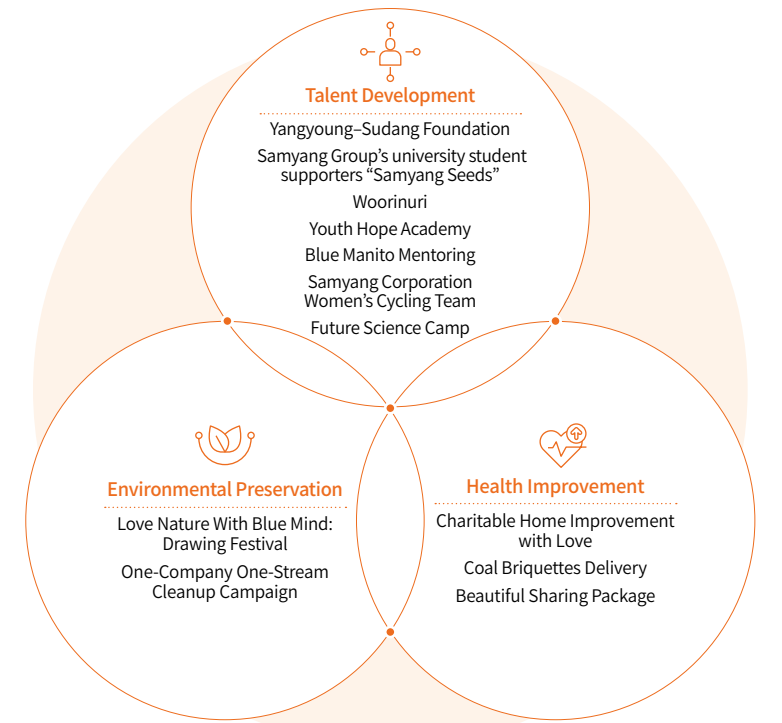 Talent Development
Yangyoung–Sudang Foundation
Samyang Group’s university student
supporters “Samyang Seeds”
Woorinuri
Youth Hope Academy
Blue Manito Mentoring
Samyang Corporation
Women’s Cycling Team
Future Science Camp
Environmental Preservation
Love Nature With Blue Mind:
Drawing Festival
One-Company One-Stream
Cleanup Campaign
Health Improvement
Charitable Home Improvement
with Love
Coal Briquettes Delivery
Beautiful Sharing Package